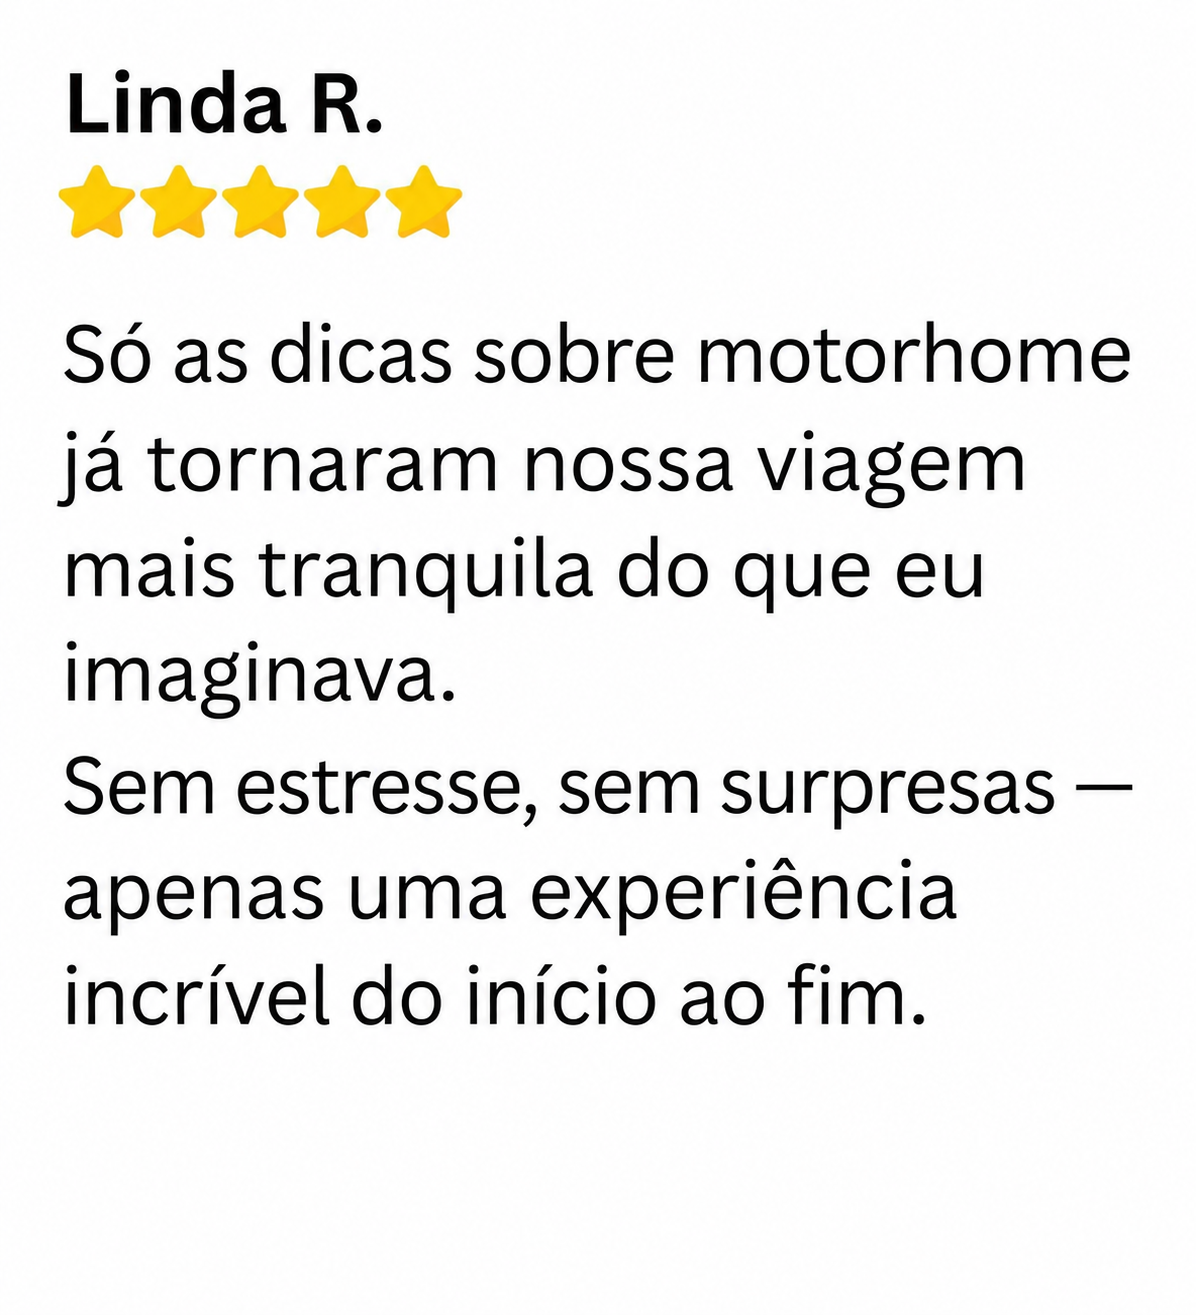 Linda R.
⭐⭐⭐⭐⭐
Só as dicas sobre motorhome
já tornaram nossa viagem
mais tranquila do que eu
imaginava.
Sem estresse, sem surpresas —
apenas uma experiência
incrível do início ao fim.